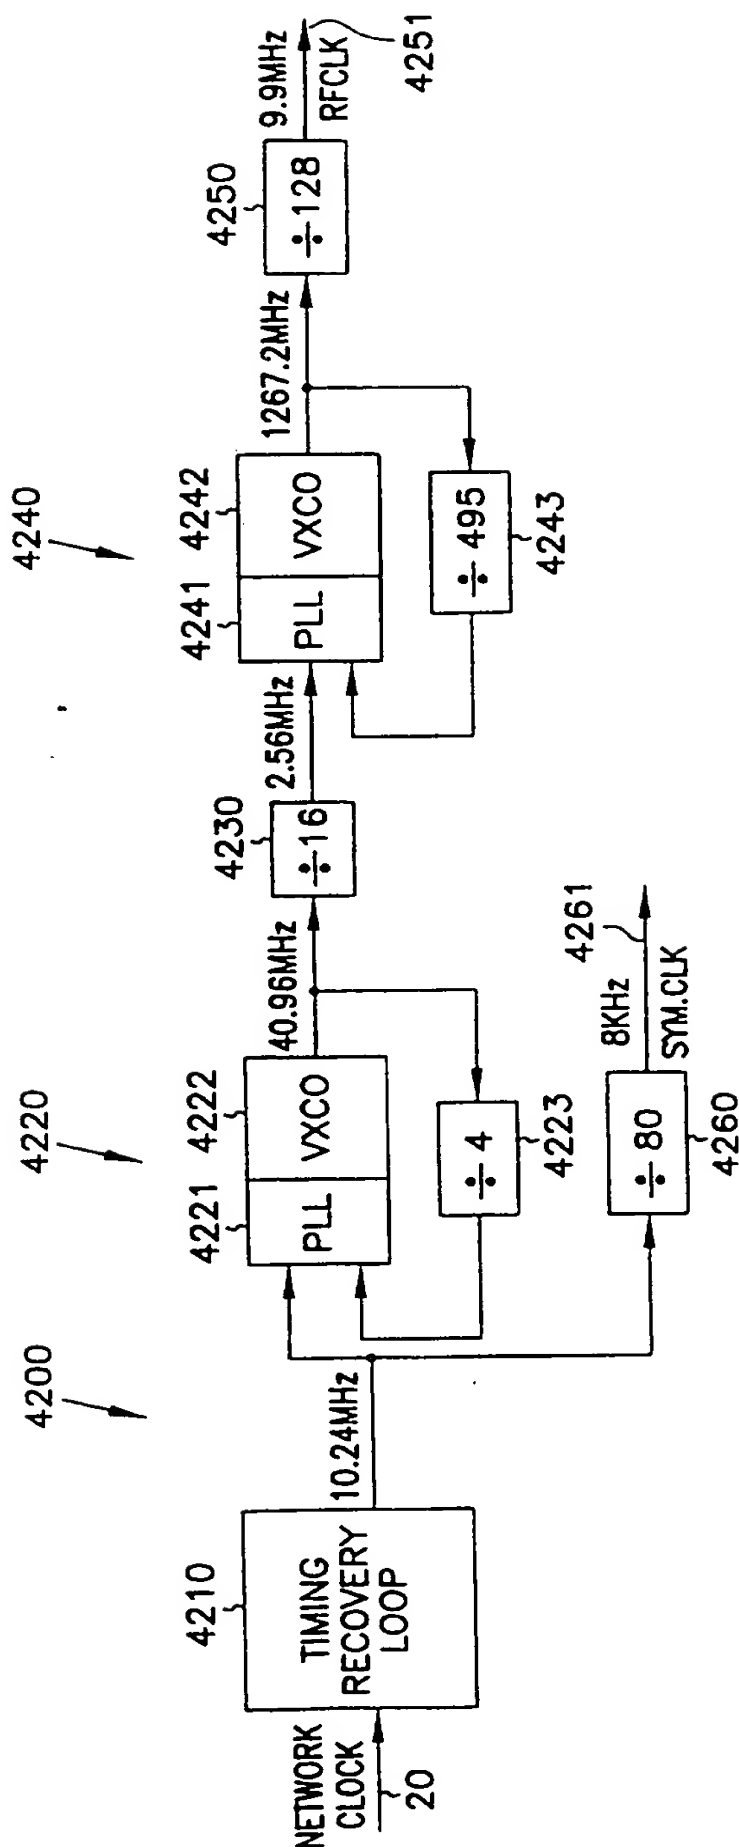 4200
4220
4240
NETWORK
CLOCK
20
4210
TIMING
RECOVERY
LOOP
10.24MHz
4221
4222
PLL
VXCO
÷ 4
4223
40.96MHz
4230
÷16
2.56MHz
4241
4242
PLL
VXCO
÷ 495
4243
1267.2MHz
4250
÷128
9.9MHz
RFCLK
4251
÷ 80
4260
8KHz
SYM.CLK
4261